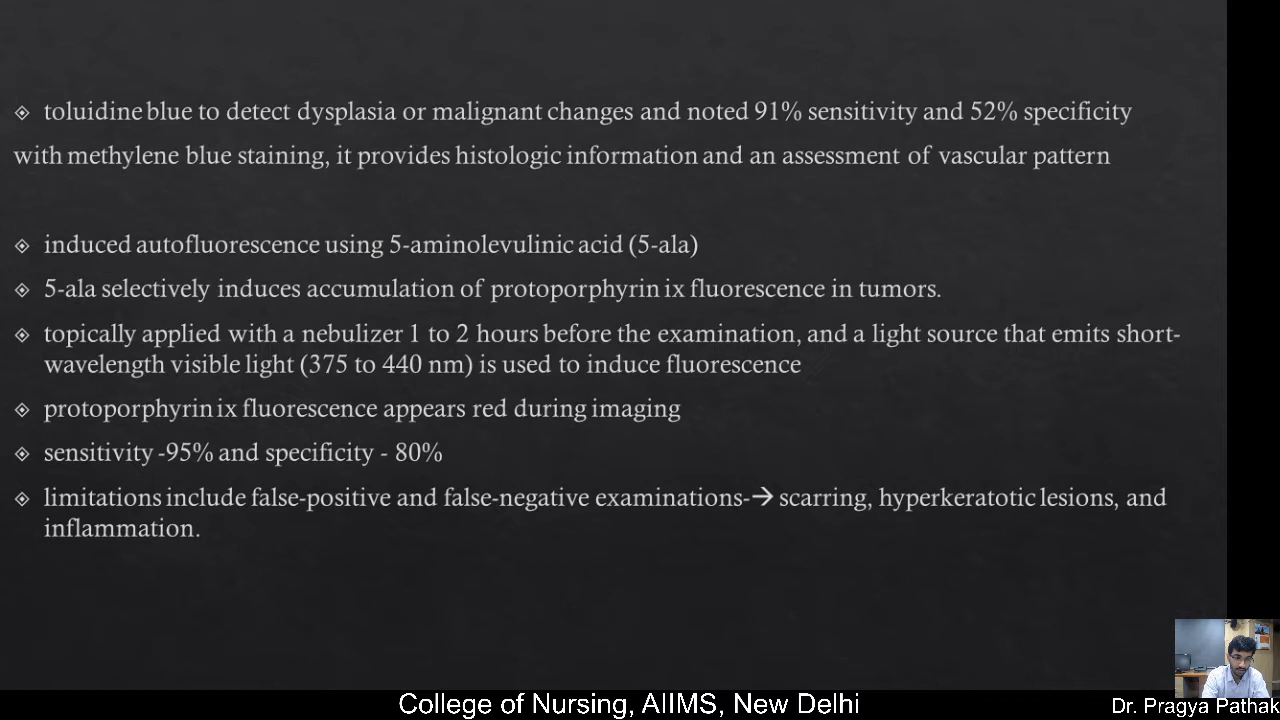 toluidine blue to detect dysplasia or malignant changes and noted 91% sensitivity and 52% specificity
with methylene blue staining, it provides histologic information and an assessment of vascular pattern
induced autofluorescence using 5-aminolevulinic acid (5-ala)
5-ala selectively induces accumulation of protoporphyrin ix fluorescence in tumors.
topically applied with a nebulizer 1 to 2 hours before the examination, and a light source that emits short-
wavelength visible light (375 to 440 nm) is used to induce fluorescence
protoporphyrin ix fluorescence appears red during imaging
sensitivity -95% and specificity - 80%
limitations include false-positive and false-negative examinations-→ scarring, hyperkeratotic lesions, and
inflammation.
College of Nursing, AIIMS, New Delhi
Dr. Pragya Pathak